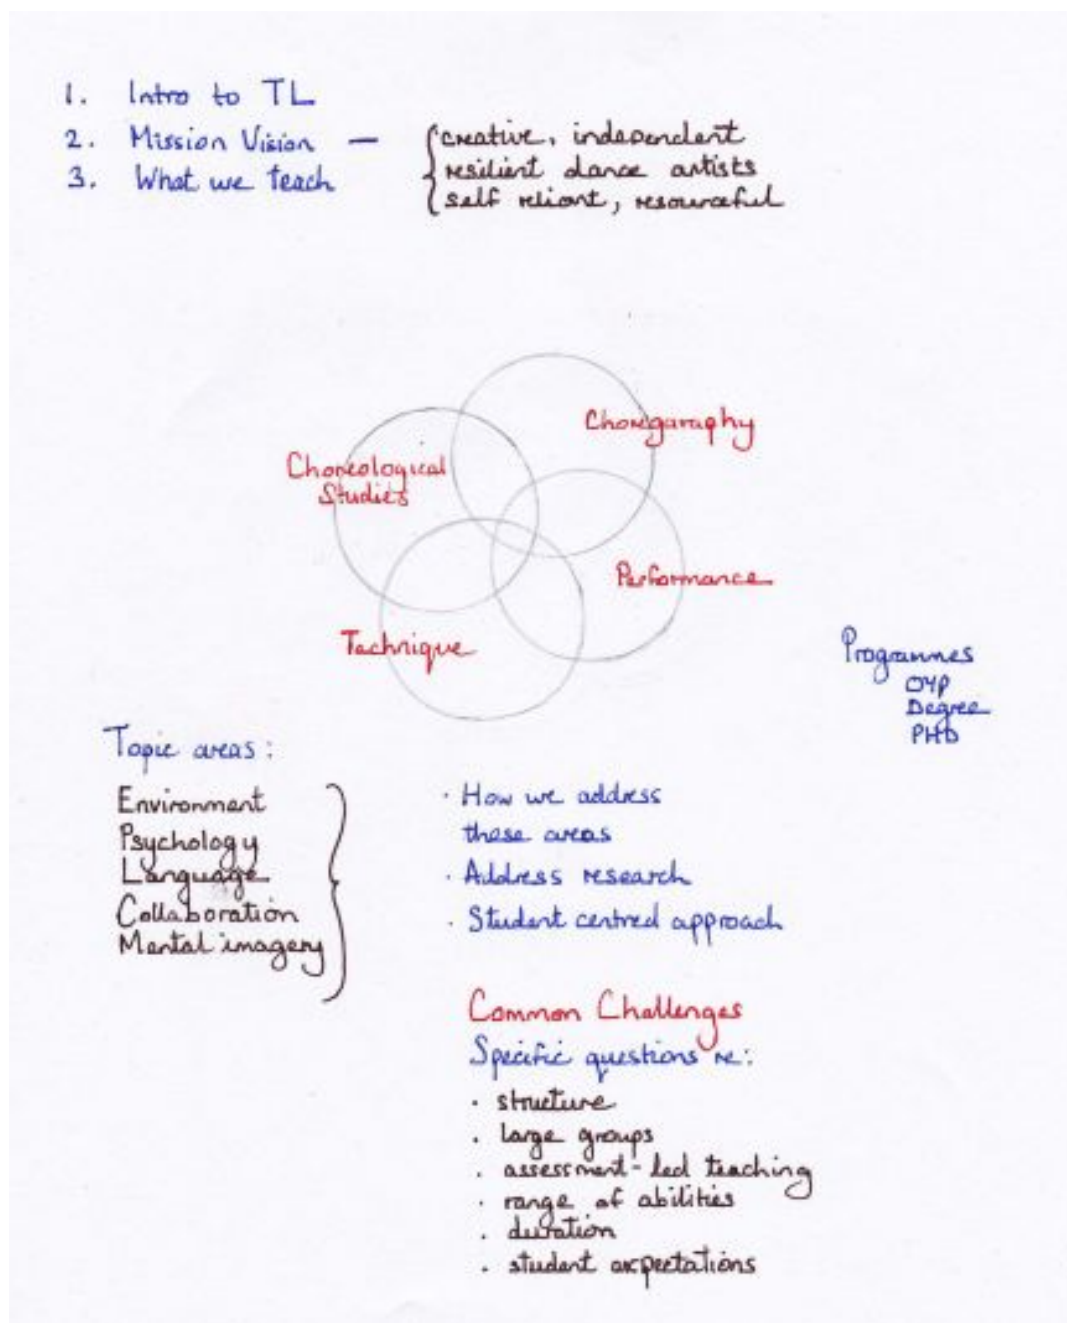 1. Intro to TL
2. Mission Vision — creative, independent
resilient dance artists
3. What we teach
self reliant, resourceful
Choregaraphy
Choreological
Studies
Performance
Technique
Programmes
OYP
Degree
PHD
Topic areas:
Environment
Psychology
Language
Collaboration
Mental imagery
· How we address
these areas
· Address research
· Student centred approach
Common Challenges
Specific questions re:
· structure
· large groups
· assessment-led teaching
· range of abilities
· duration
· student expectations